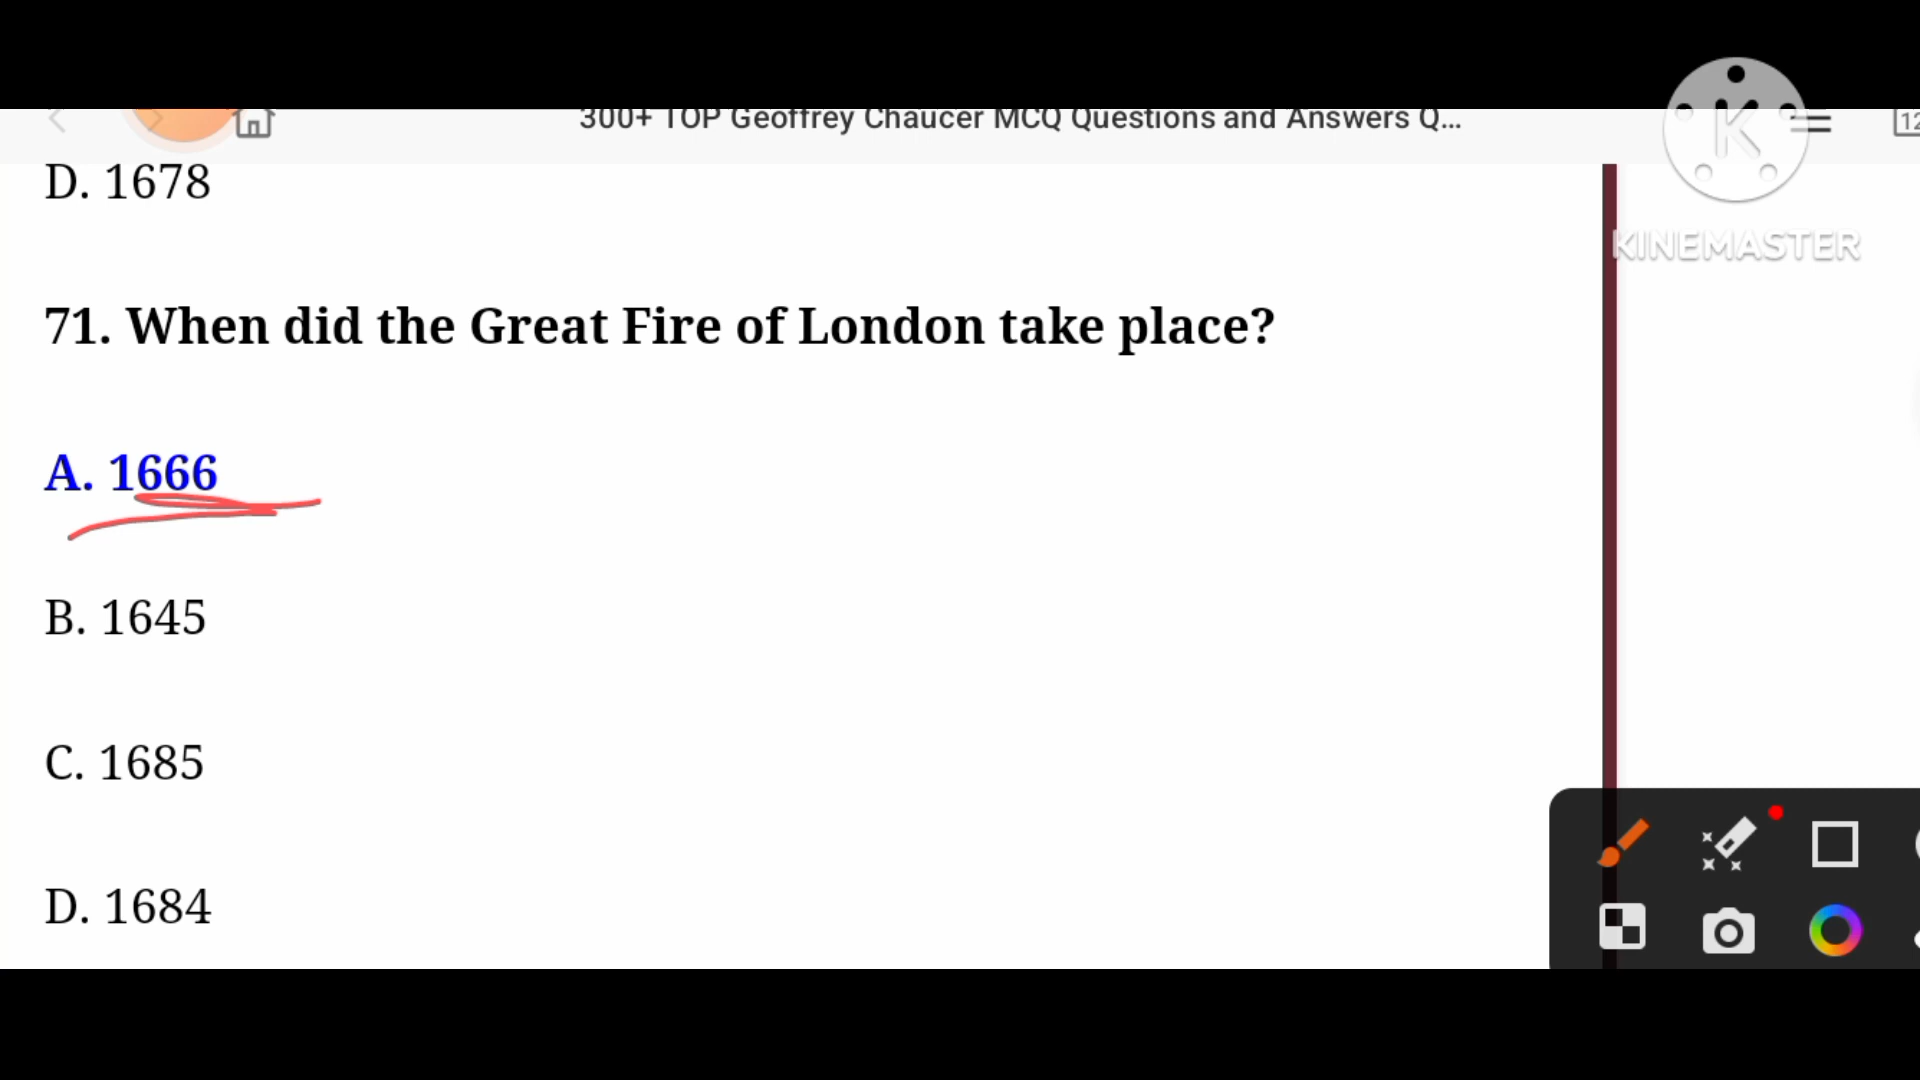 300+ TOP Geoffrey Chaucer MCQ Questions and Answers Q...
12
K
KINEMASTER
D. 1678
71. When did the Great Fire of London take place?
A. 1666
B. 1645
C. 1685
D. 1684